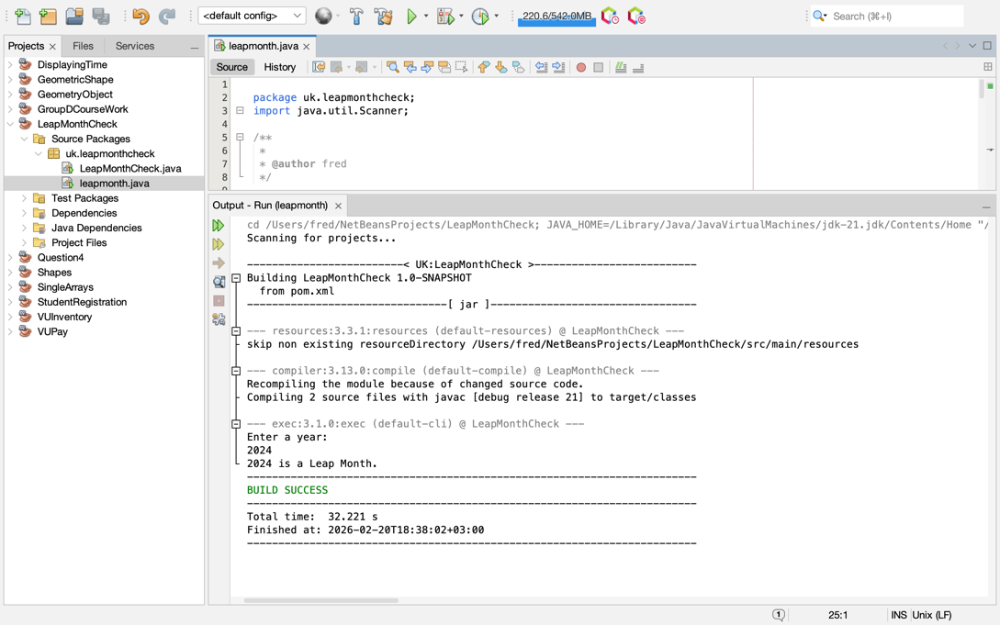 <default config>
220.6/542.0MB
Search (⌘+I)
Projects
Files
Services
DisplayingTime
GeometricShape
GeometryObject
GroupDCourseWork
LeapMonthCheck
Source Packages
uk.leapmonthcheck
LeapMonthCheck.java
leapmonth.java
Test Packages
Dependencies
Java Dependencies
Project Files
Question4
Shapes
SingleArrays
StudentRegistration
VUInventory
VUPay
leapmonth.java
Source
History
1
2 package uk.leapmonthcheck;
3 import java.util.Scanner;
4
5 /**
6 *
7 * @author fred
8 */
Output - Run (leapmonth)
cd /Users/fred/NetBeansProjects/LeapMonthCheck; JAVA_HOME=/Library/Java/JavaVirtualMachines/jdk-21.jdk/Contents/Home "/
Scanning for projects...
-------------------------< UK:LeapMonthCheck >--------------------------
Building LeapMonthCheck 1.0-SNAPSHOT
from pom.xml
--------------------------------[ jar ]---------------------------------
--- resources:3.3.1:resources (default-resources) @ LeapMonthCheck ---
skip non existing resourceDirectory /Users/fred/NetBeansProjects/LeapMonthCheck/src/main/resources
--- compiler:3.13.0:compile (default-compile) @ LeapMonthCheck ---
Recompiling the module because of changed source code.
Compiling 2 source files with javac [debug release 21] to target/classes
--- exec:3.1.0:exec (default-cli) @ LeapMonthCheck ---
Enter a year:
2024
2024 is a Leap Month.
------------------------------------------------------------------------
BUILD SUCCESS
------------------------------------------------------------------------
Total time:  32.221 s
Finished at: 2026-02-20T18:38:02+03:00
------------------------------------------------------------------------
1
25:1
INS
Unix (LF)